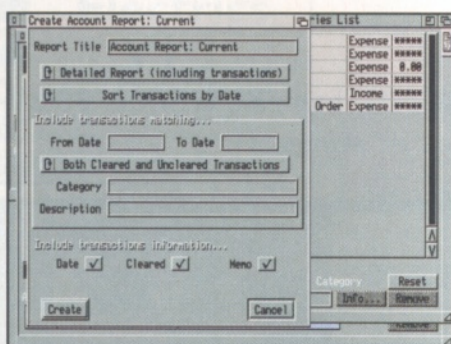 Create Account Report: Current
ries List
Report Title Account Report: Current
Detailed Report (including transactions)
Sort Transactions by Date
Include transactions matching...
From Date To Date
Both Cleared and Uncleared Transactions
Category
Description
Include transactions information...
Date Cleared Memo
Create Cancel
Expense *****
Expense *****
Expense 0.00
Expense *****
Income *****
Order Expense *****
Category Reset
Info... Remove
Remove